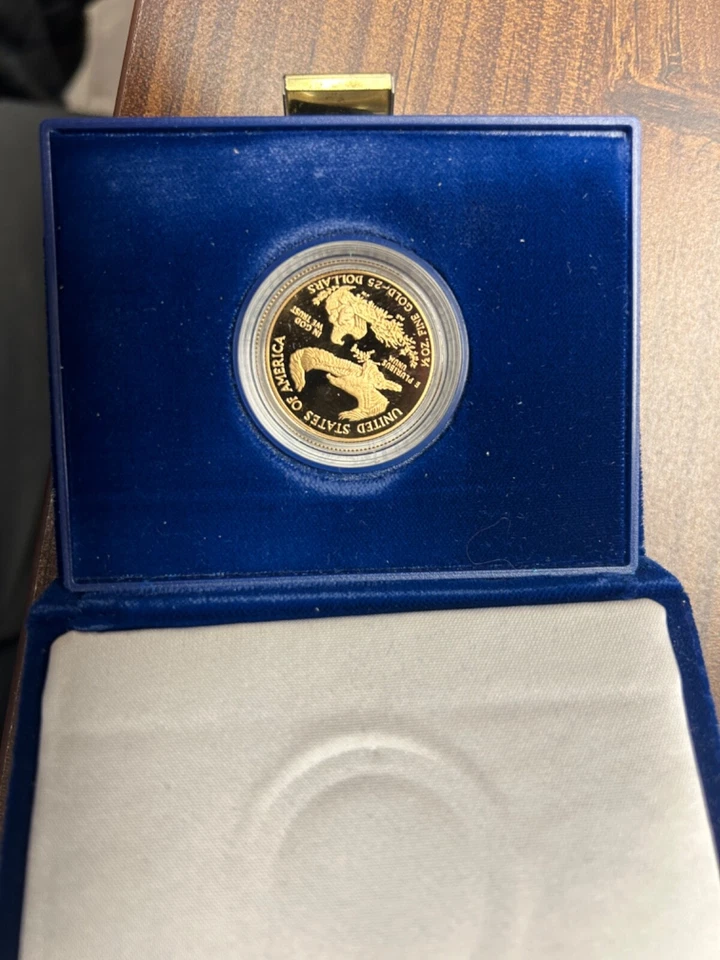 UNITED STATES OF AMERICA
E PLURIBUS
UNUM
IN GOD
WE TRUST
½ OZ. FINE GOLD~25 DOLLARS